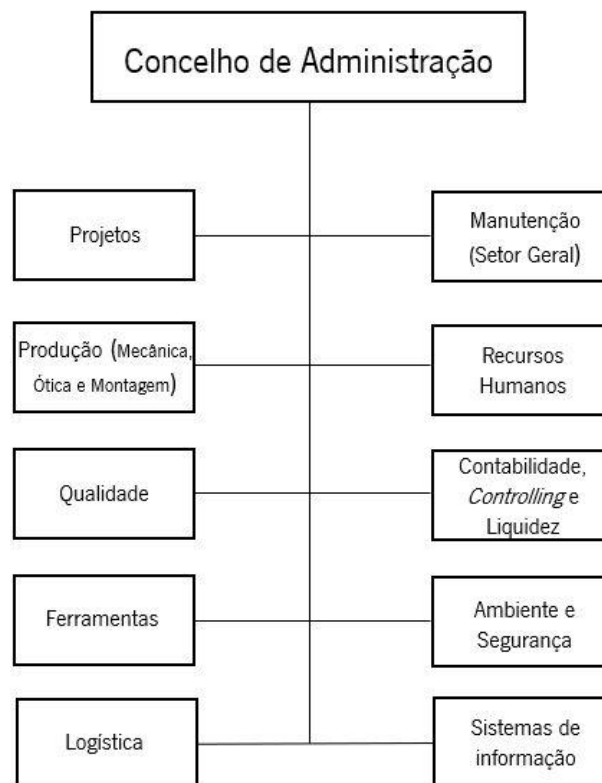 Concelho de Administração
Projetos
Manutenção
(Setor Geral)
Produção (Mecânica,
Ótica e Montagem)
Recursos
Humanos
Qualidade
Contabilidade,
Controlling e
Liquidez
Ferramentas
Ambiente e
Segurança
Logística
Sistemas de
informação